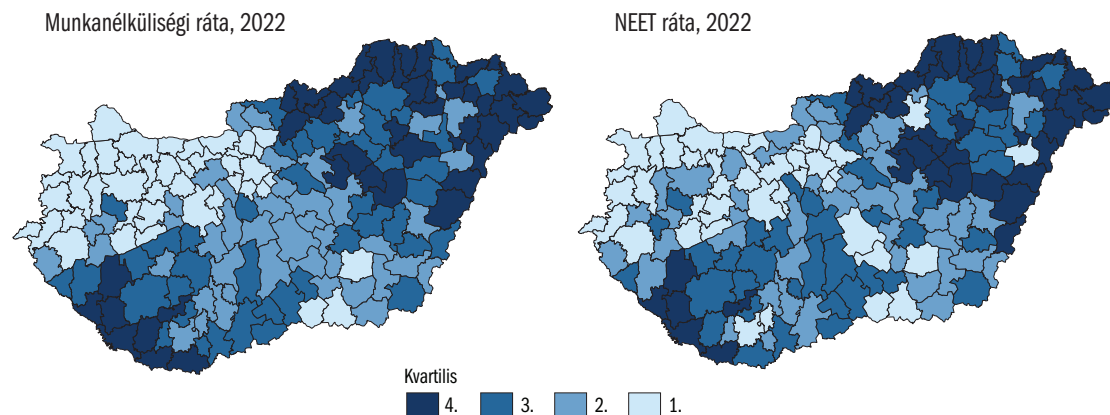 Munkanélküliségi ráta, 2022
NEET ráta, 2022
Kvartilis
4. 3. 2. 1.